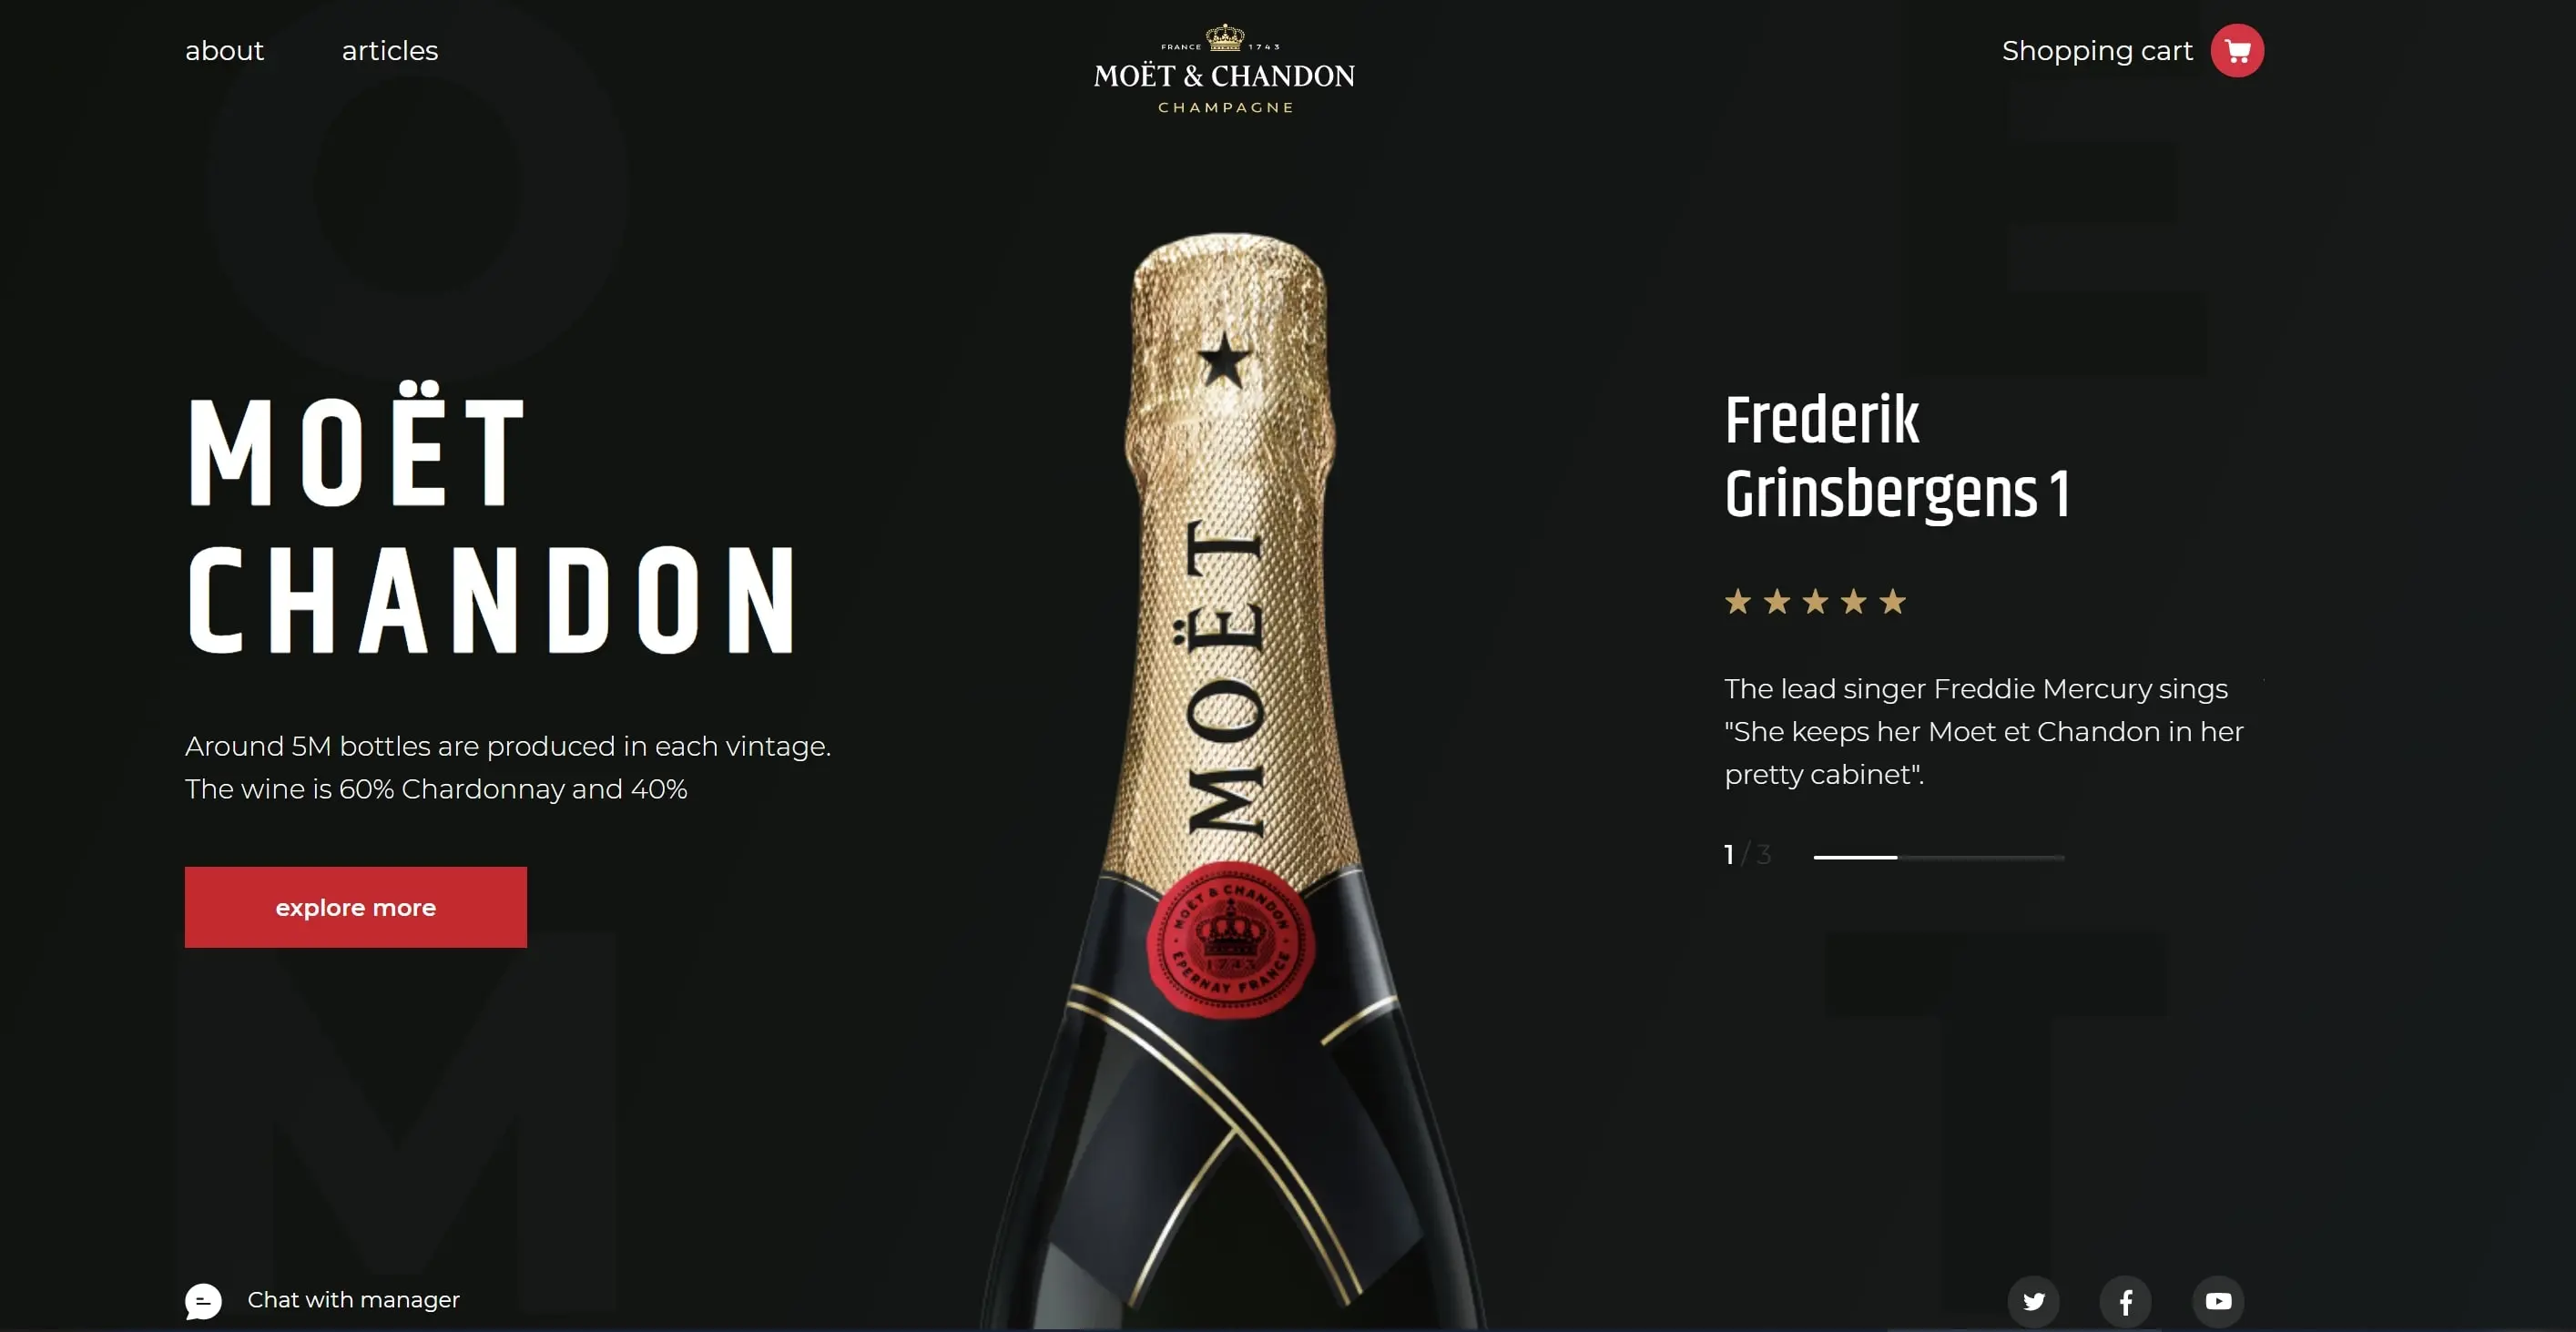 about
articles
FRANCE 1743
MOËT & CHANDON
CHAMPAGNE
Shopping cart
O
E
MOËT
CHANDON
Around 5M bottles are produced in each vintage.
The wine is 60% Chardonnay and 40%
explore more
MOËT
MOËT & CHANDON
1743
ÉPERNAY FRANCE
Frederik
Grinsbergens 1
The lead singer Freddie Mercury sings
"She keeps her Moet et Chandon in her
pretty cabinet".
1 / 3
M
T
Chat with manager